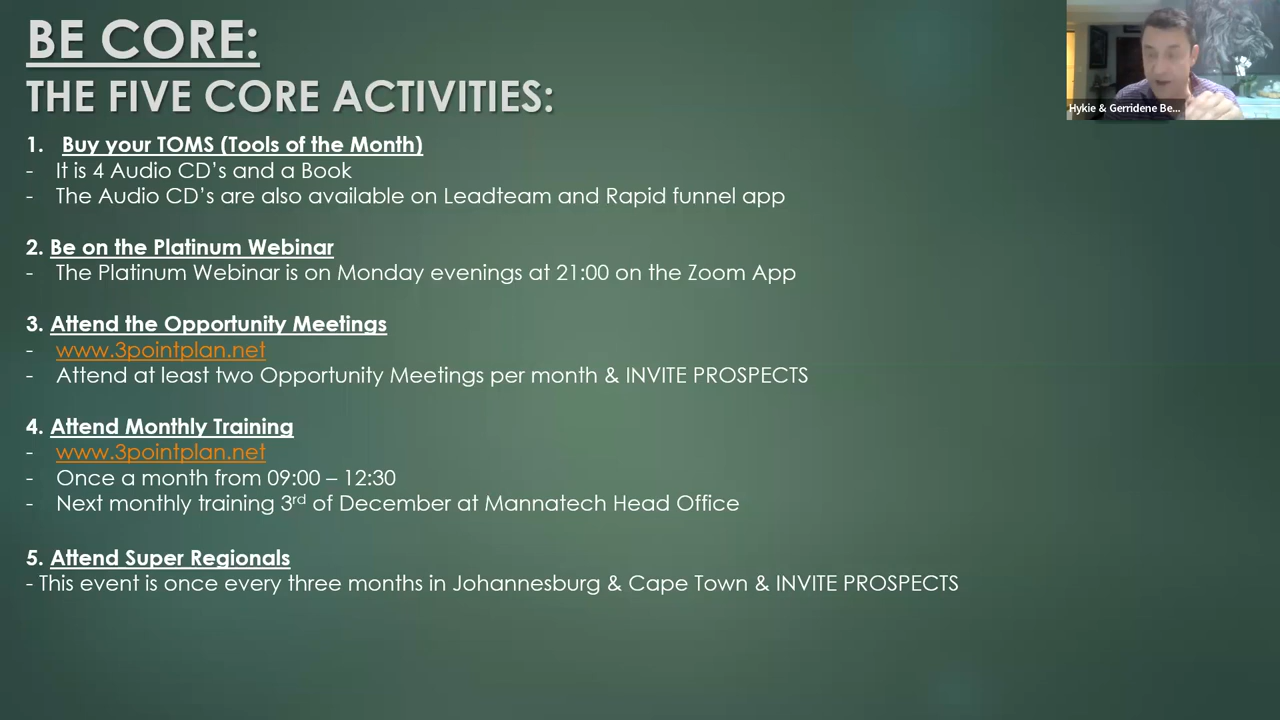 BE CORE:
THE FIVE CORE ACTIVITIES:
Hykie & Gerridene Be...
1. Buy your TOMS (Tools of the Month)
- It is 4 Audio CD's and a Book
- The Audio CD's are also available on Leadteam and Rapid funnel app
2. Be on the Platinum Webinar
- The Platinum Webinar is on Monday evenings at 21:00 on the Zoom App
3. Attend the Opportunity Meetings
- www.3pointplan.net
- Attend at least two Opportunity Meetings per month & INVITE PROSPECTS
4. Attend Monthly Training
- www.3pointplan.net
- Once a month from 09:00 – 12:30
- Next monthly training 3rd of December at Mannatech Head Office
5. Attend Super Regionals
- This event is once every three months in Johannesburg & Cape Town & INVITE PROSPECTS